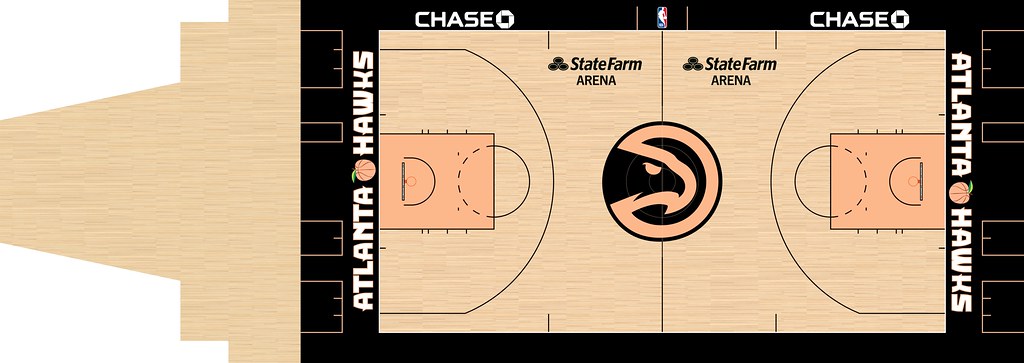 CHASE
CHASE
StateFarm
ARENA
StateFarm
ARENA
ATLANTA HAWKS
ATLANTA HAWKS